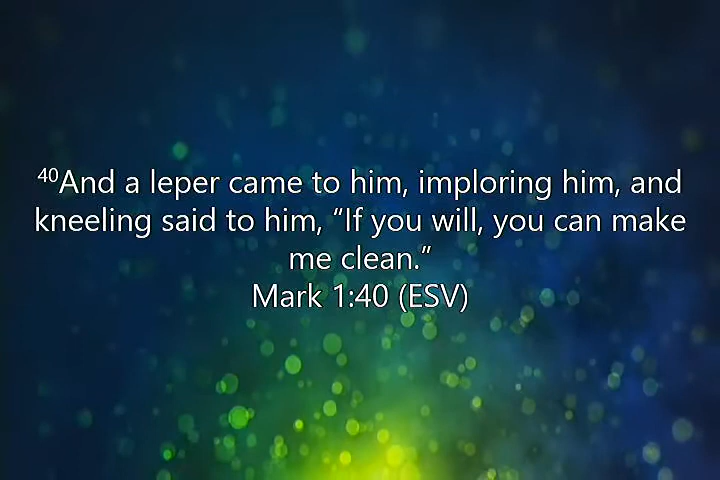 ⁴⁰And a leper came to him, imploring him, and
kneeling said to him, “If you will, you can make
me clean.”
Mark 1:40 (ESV)